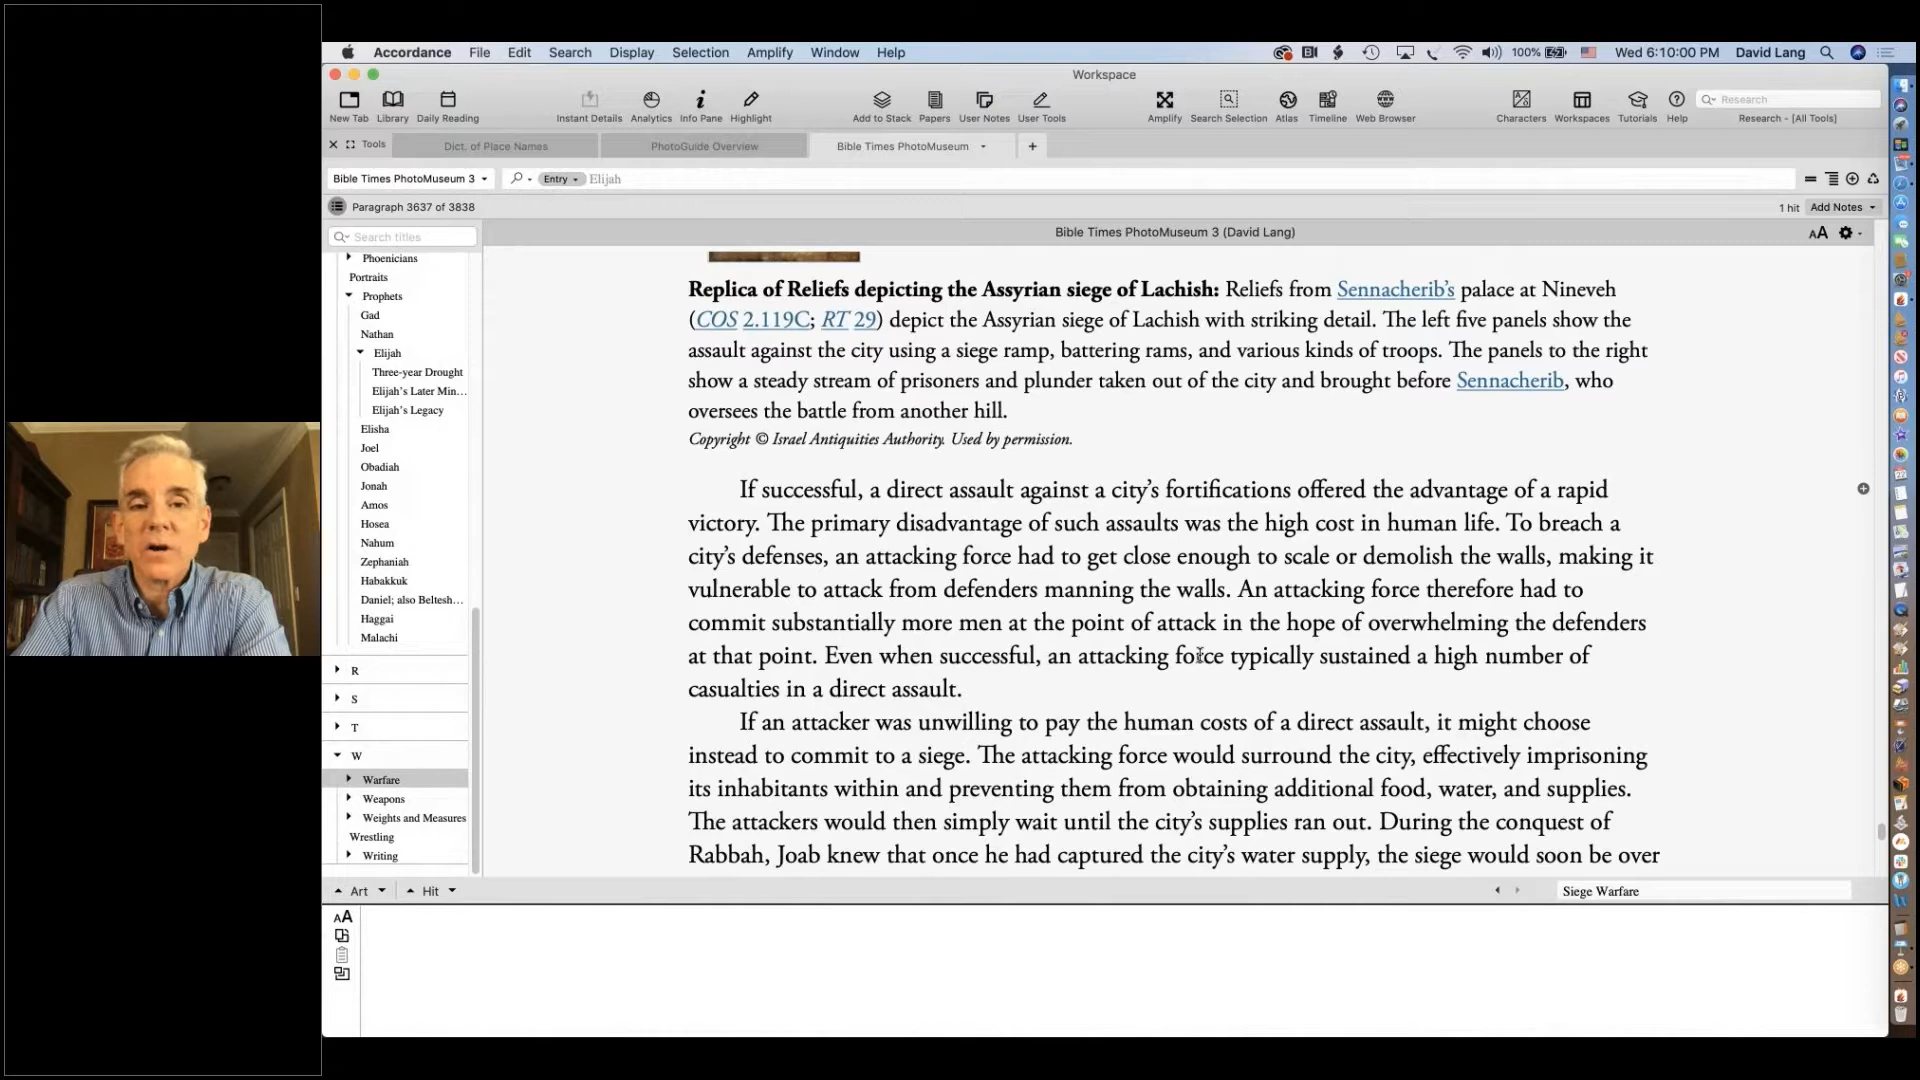 Accordance File Edit Search Display Selection Amplify Window Help
100% Wed 6:10:00 PM David Lang
Workspace
New Tab Library Daily Reading Instant Details Analytics Info Pane Highlight Add to Stack Papers User Notes User Tools Amplify Search Selection Atlas Timeline Web Browser Characters Workspaces Tutorials Help
Research
Research - [All Tools]
Tools Dict. of Place Names PhotoGuide Overview Bible Times PhotoMuseum
Bible Times PhotoMuseum 3 Entry Elijah
Paragraph 3637 of 3838 1 hit Add Notes
Search titles
Bible Times PhotoMuseum 3 (David Lang) AA
Phoenicians
Portraits
Prophets
Gad
Nathan
Elijah
Three-year Drought
Elijah's Later Min...
Elijah's Legacy
Elisha
Joel
Obadiah
Jonah
Amos
Hosea
Nahum
Zephaniah
Habakkuk
Daniel; also Beltesh...
Haggai
Malachi
R
S
T
W
Warfare
Weapons
Weights and Measures
Wrestling
Writing
Replica of Reliefs depicting the Assyrian siege of Lachish: Reliefs from Sennacherib's palace at Nineveh
(COS 2.119C; RT 29) depict the Assyrian siege of Lachish with striking detail. The left five panels show the
assault against the city using a siege ramp, battering rams, and various kinds of troops. The panels to the right
show a steady stream of prisoners and plunder taken out of the city and brought before Sennacherib, who
oversees the battle from another hill.
Copyright © Israel Antiquities Authority. Used by permission.
If successful, a direct assault against a city's fortifications offered the advantage of a rapid
victory. The primary disadvantage of such assaults was the high cost in human life. To breach a
city's defenses, an attacking force had to get close enough to scale or demolish the walls, making it
vulnerable to attack from defenders manning the walls. An attacking force therefore had to
commit substantially more men at the point of attack in the hope of overwhelming the defenders
at that point. Even when successful, an attacking force typically sustained a high number of
casualties in a direct assault.
If an attacker was unwilling to pay the human costs of a direct assault, it might choose
instead to commit to a siege. The attacking force would surround the city, effectively imprisoning
its inhabitants within and preventing them from obtaining additional food, water, and supplies.
The attackers would then simply wait until the city's supplies ran out. During the conquest of
Rabbah, Joab knew that once he had captured the city's water supply, the siege would soon be over
Art Hit Siege Warfare
AA